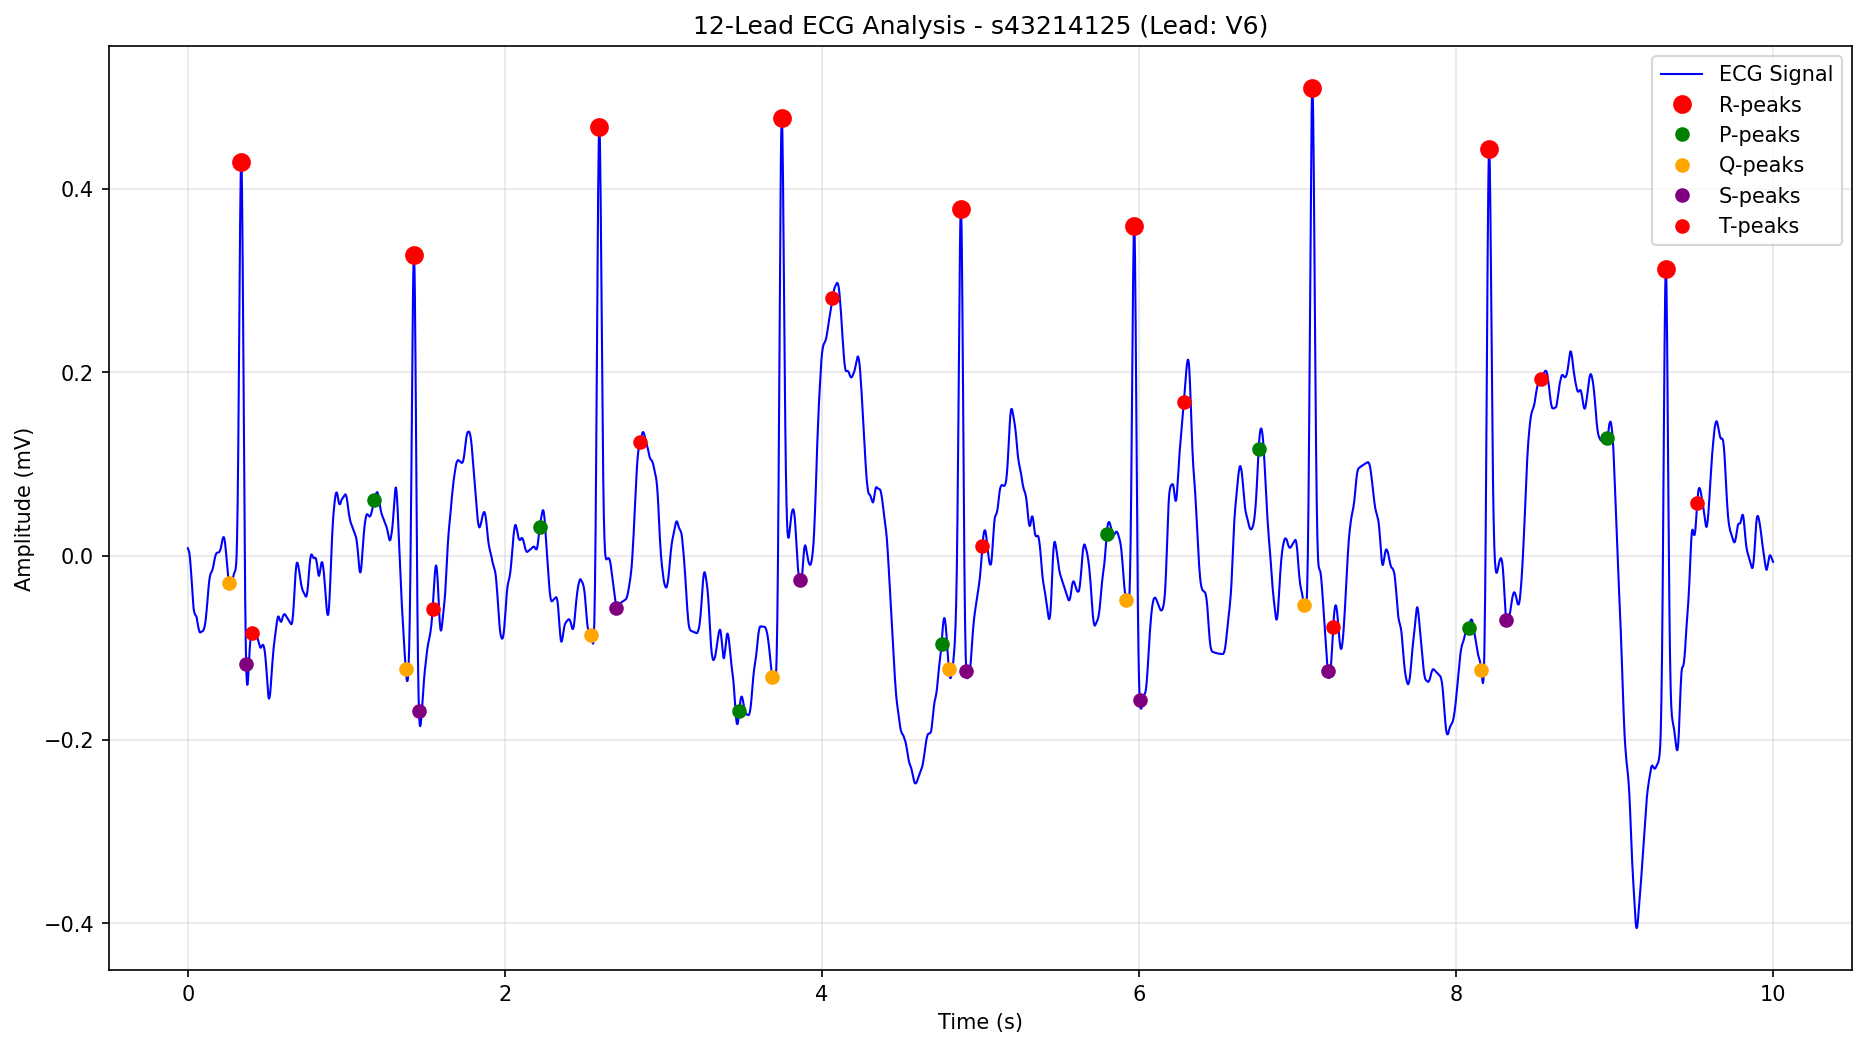 12-Lead ECG Analysis - s43214125 (Lead: V6)
ECG Signal
R-peaks
P-peaks
Q-peaks
S-peaks
T-peaks
Amplitude (mV)
0.4
0.2
0.0
−0.2
−0.4
0
2
4
6
8
10
Time (s)